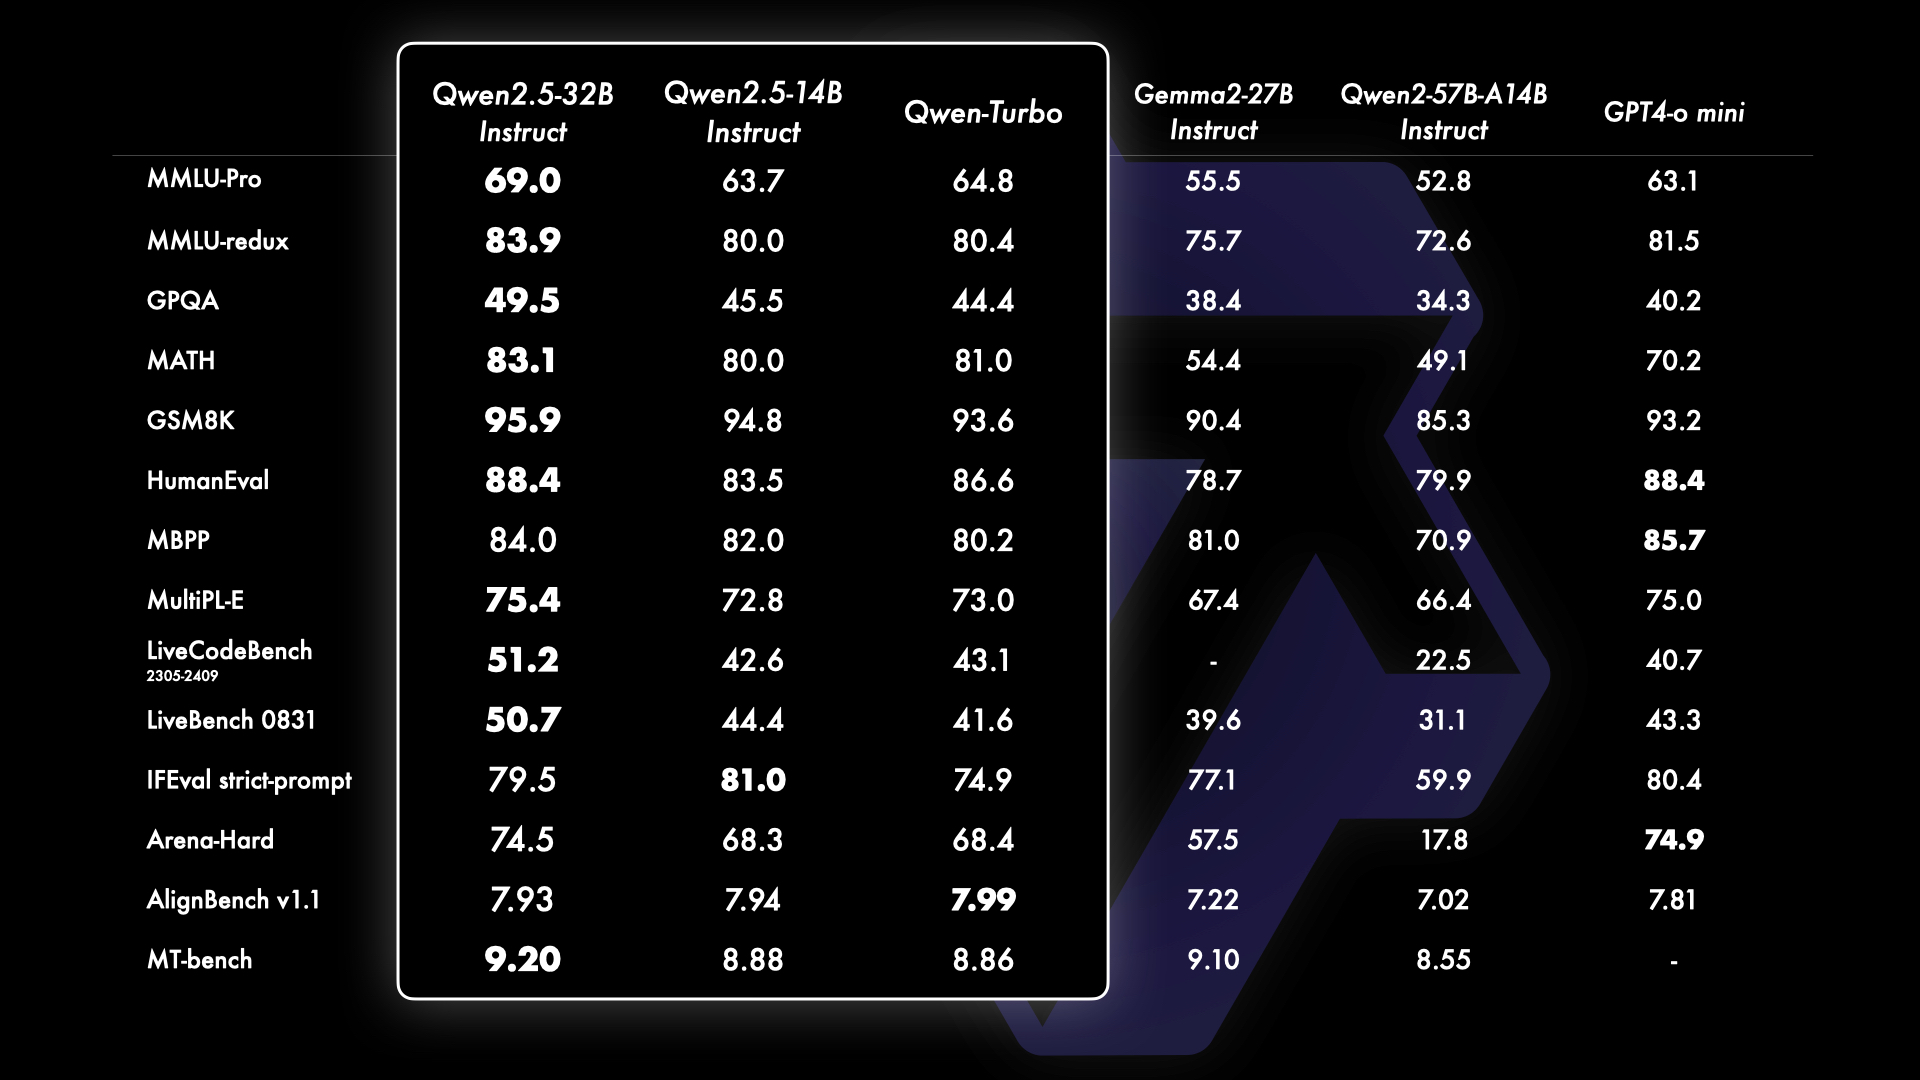 Qwen2.5-32B Instruct Qwen2.5-14B Instruct Qwen-Turbo Gemma2-27B Instruct Qwen2-57B-A14B Instruct GPT4-o mini
MMLU-Pro 69.0 63.7 64.8 55.5 52.8 63.1
MMLU-redux 83.9 80.0 80.4 75.7 72.6 81.5
GPQA 49.5 45.5 44.4 38.4 34.3 40.2
MATH 83.1 80.0 81.0 54.4 49.1 70.2
GSM8K 95.9 94.8 93.6 90.4 85.3 93.2
HumanEval 88.4 83.5 86.6 78.7 79.9 88.4
MBPP 84.0 82.0 80.2 81.0 70.9 85.7
MultiPL-E 75.4 72.8 73.0 67.4 66.4 75.0
LiveCodeBench 2305-2409 51.2 42.6 43.1 - 22.5 40.7
LiveBench 0831 50.7 44.4 41.6 39.6 31.1 43.3
IFEval strict-prompt 79.5 81.0 74.9 77.1 59.9 80.4
Arena-Hard 74.5 68.3 68.4 57.5 17.8 74.9
AlignBench v1.1 7.93 7.94 7.99 7.22 7.02 7.81
MT-bench 9.20 8.88 8.86 9.10 8.55 -